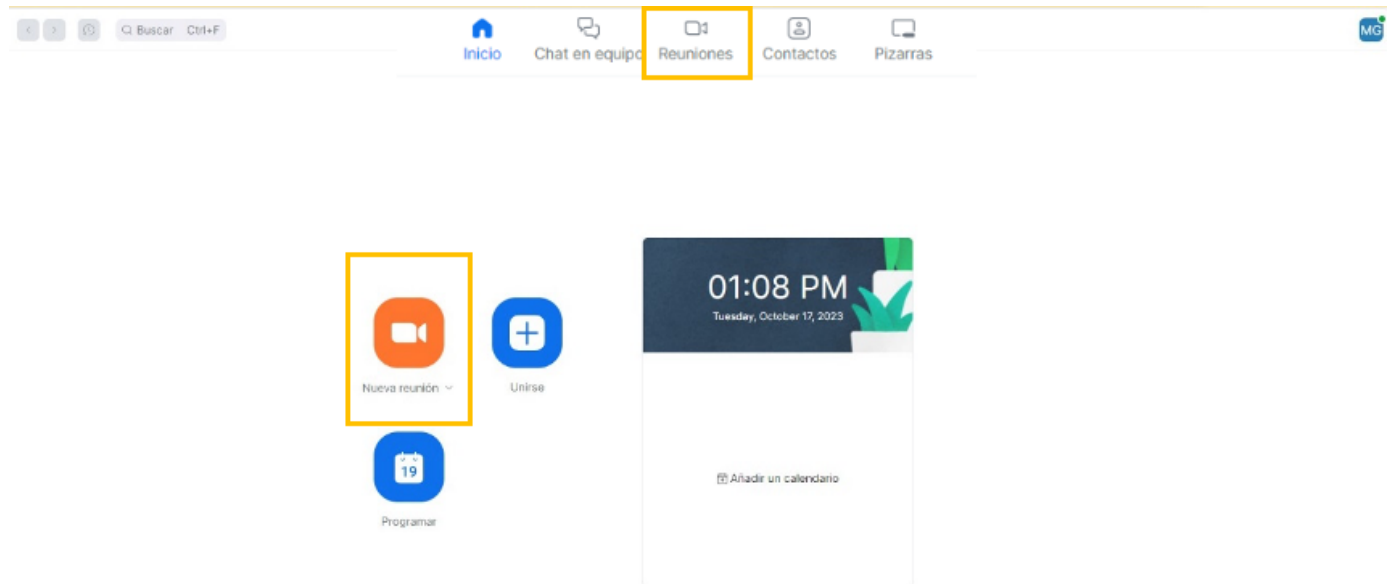 Buscar Ctrl+F
MG
Inicio Chat en equipo Reuniones Contactos Pizarras
01:08 PM
Tuesday, October 17, 2023
Nueva reunión Unirse
19
Programar
Añadir un calendario